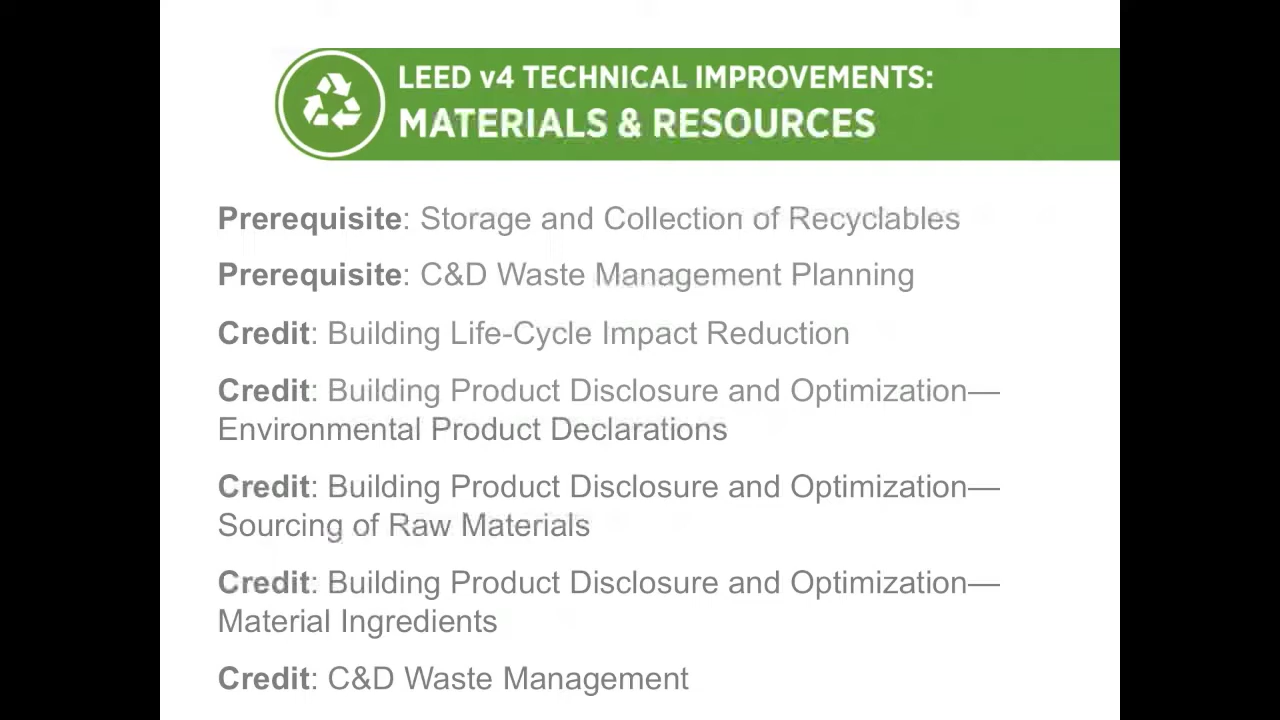 LEED v4 TECHNICAL IMPROVEMENTS:
MATERIALS & RESOURCES
Prerequisite: Storage and Collection of Recyclables
Prerequisite: C&D Waste Management Planning
Credit: Building Life-Cycle Impact Reduction
Credit: Building Product Disclosure and Optimization—
Environmental Product Declarations
Credit: Building Product Disclosure and Optimization—
Sourcing of Raw Materials
Credit: Building Product Disclosure and Optimization—
Material Ingredients
Credit: C&D Waste Management